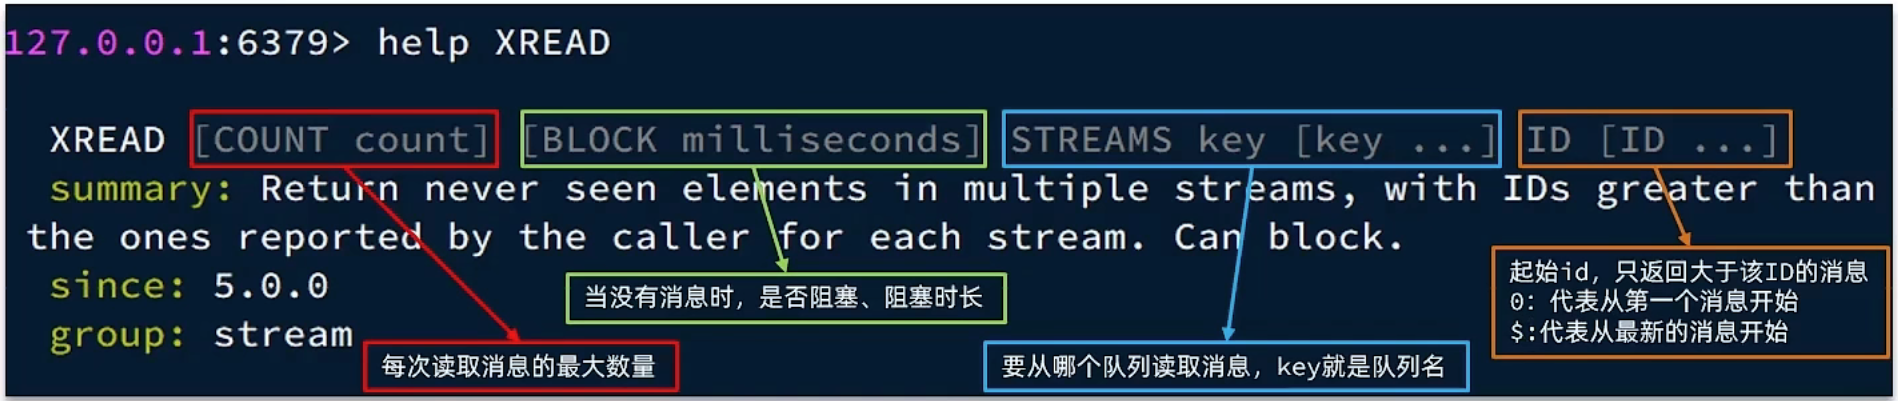 127.0.0.1:6379> help XREAD
XREAD [COUNT count] [BLOCK milliseconds] STREAMS key [key ...] ID [ID ...]
summary: Return never seen elements in multiple streams, with IDs greater than
the ones reported by the caller for each stream. Can block.
since: 5.0.0
group: stream
当没有消息时，是否阻塞、阻塞时长
起始id，只返回大于该ID的消息
0：代表从第一个消息开始
$:代表从最新的消息开始
每次读取消息的最大数量
要从哪个队列读取消息，key就是队列名